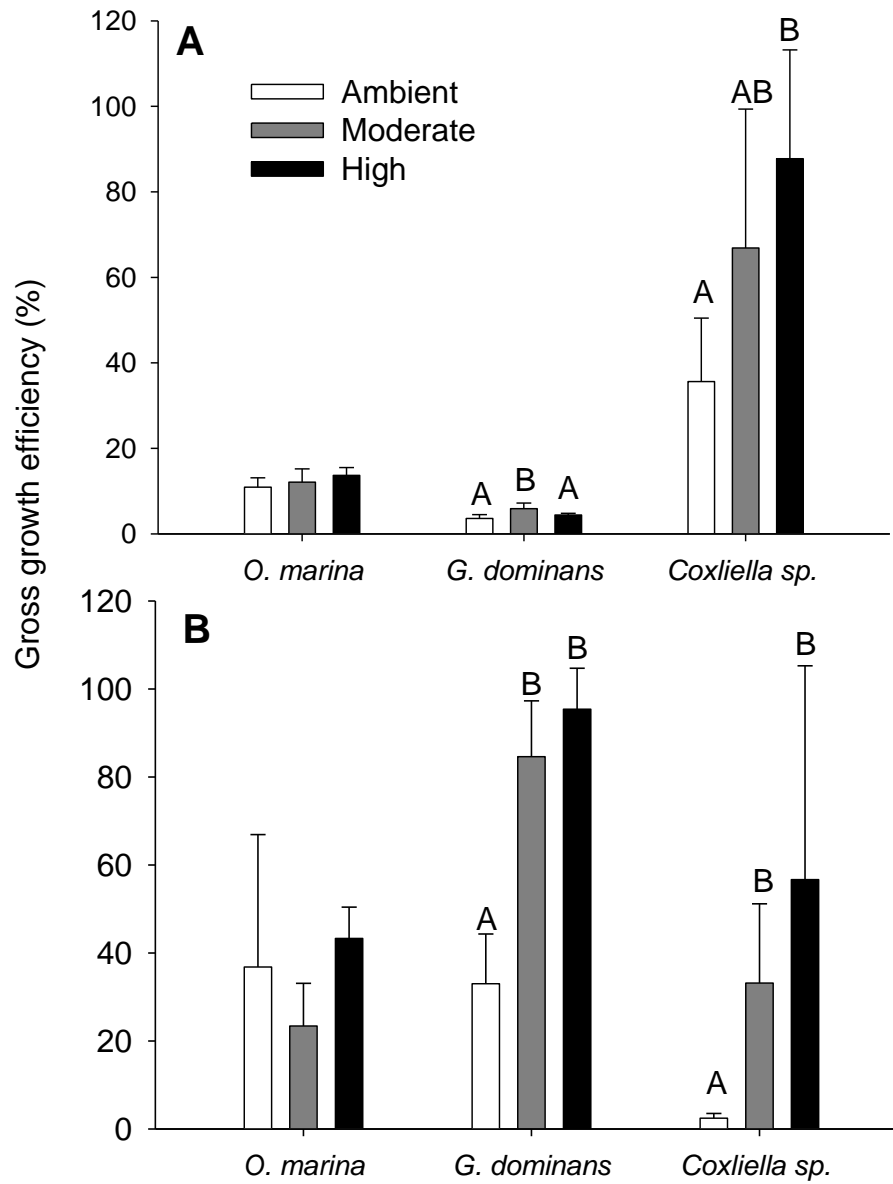 Gross growth efficiency (%)
A
120
100
80
60
40
20
0
Ambient
Moderate
High
A B A
A AB B
O. marina G. dominans Coxliella sp.
B
120
100
80
60
40
20
0
A B B
A B B
O. marina G. dominans Coxliella sp.